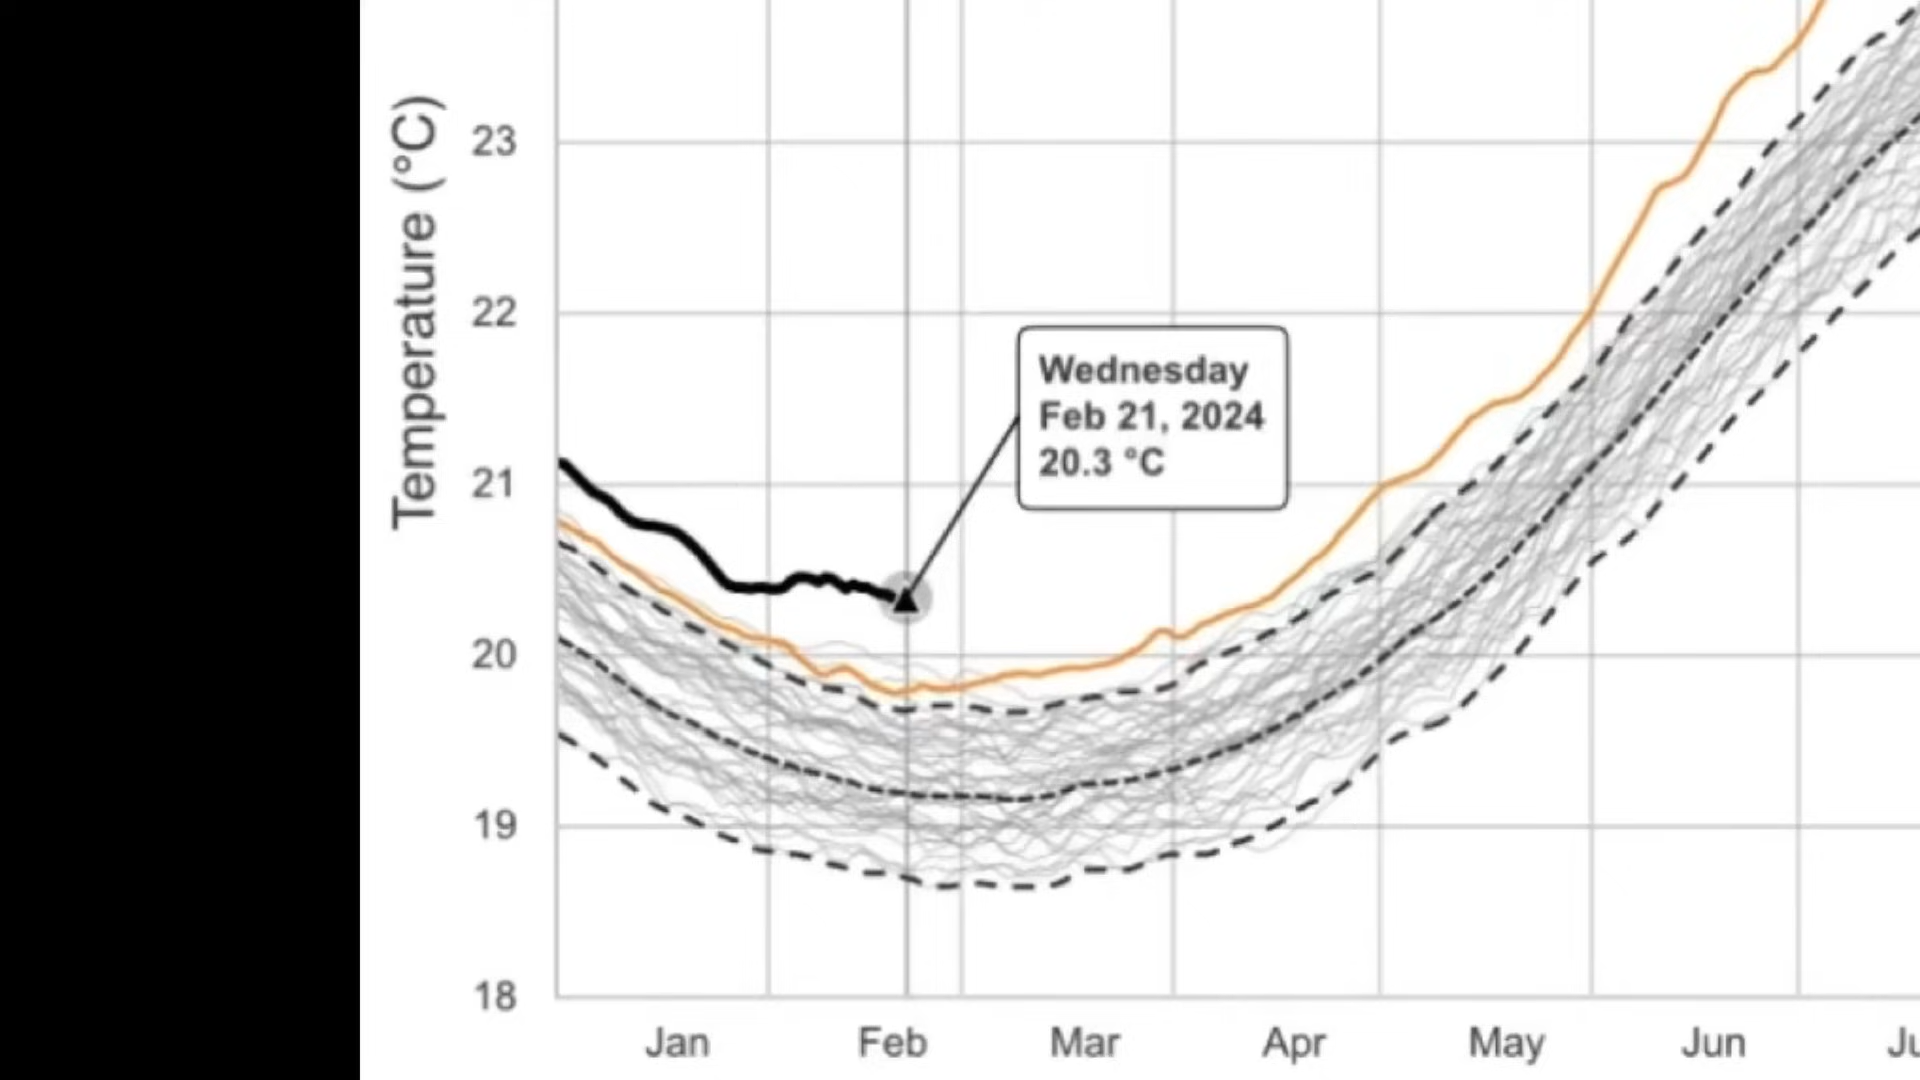 Temperature (°C)
23
22
21
20
19
18
Wednesday
Feb 21, 2024
20.3 °C
Jan
Feb
Mar
Apr
May
Jun